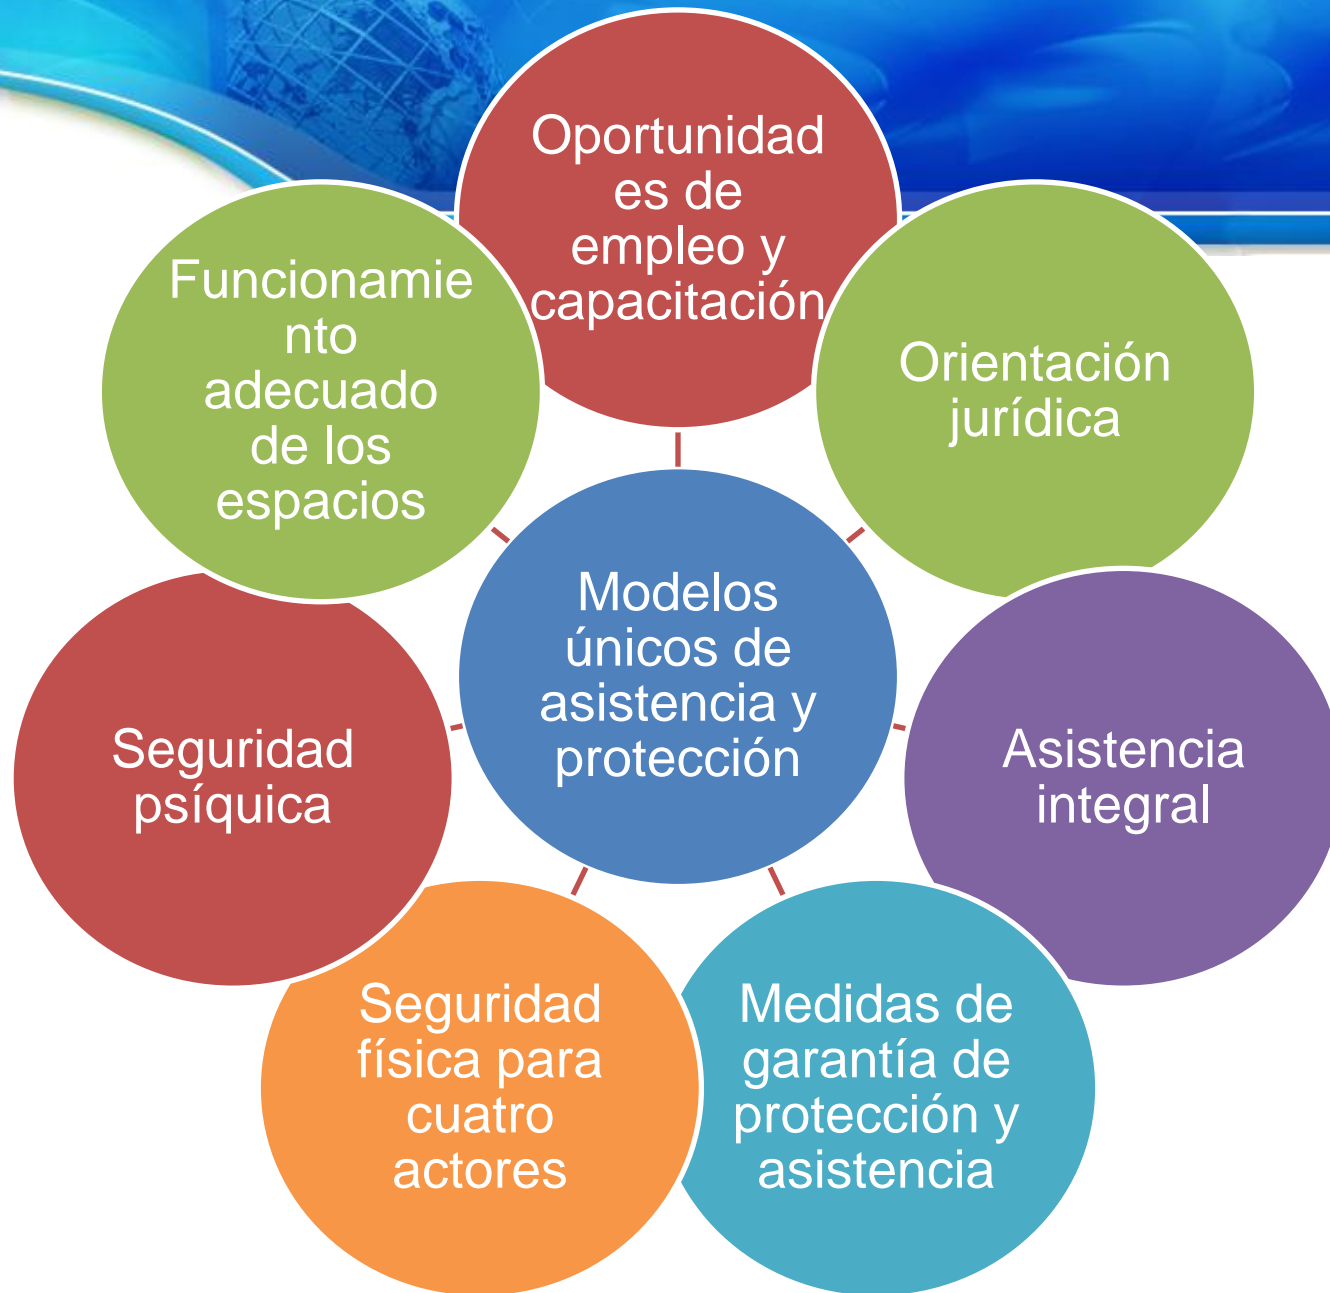 Oportunidad
es de
empleo y
capacitación
Orientación
jurídica
Asistencia
integral
Medidas de
garantía de
protección y
asistencia
Seguridad
física para
cuatro
actores
Seguridad
psíquica
Funcionamie
nto
adecuado
de los
espacios
Modelos
únicos de
asistencia y
protección